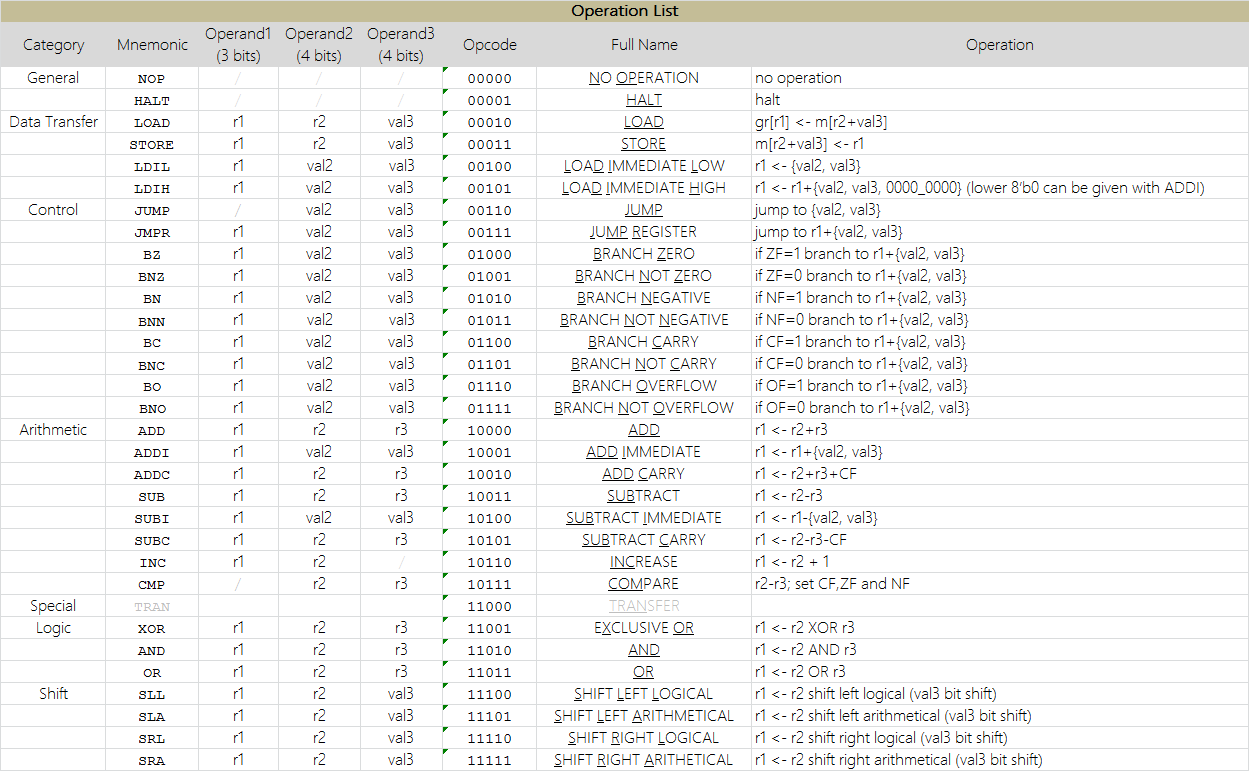 Operation List
Category Mnemonic Operand1 (3 bits) Operand2 (4 bits) Operand3 (4 bits) Opcode Full Name Operation
General NOP / / / 00000 NO OPERATION no operation
HALT / / / 00001 HALT halt
Data Transfer LOAD r1 r2 val3 00010 LOAD gr[r1] <- m[r2+val3]
STORE r1 r2 val3 00011 STORE m[r2+val3] <- r1
LDIL r1 val2 val3 00100 LOAD IMMEDIATE LOW r1 <- {val2, val3}
LDIH r1 val2 val3 00101 LOAD IMMEDIATE HIGH r1 <- r1+{val2, val3, 0000_0000} (lower 8'b0 can be given with ADDI)
Control JUMP / val2 val3 00110 JUMP jump to {val2, val3}
JMPR r1 val2 val3 00111 JUMP REGISTER jump to r1+{val2, val3}
BZ r1 val2 val3 01000 BRANCH ZERO if ZF=1 branch to r1+{val2, val3}
BNZ r1 val2 val3 01001 BRANCH NOT ZERO if ZF=0 branch to r1+{val2, val3}
BN r1 val2 val3 01010 BRANCH NEGATIVE if NF=1 branch to r1+{val2, val3}
BNN r1 val2 val3 01011 BRANCH NOT NEGATIVE if NF=0 branch to r1+{val2, val3}
BC r1 val2 val3 01100 BRANCH CARRY if CF=1 branch to r1+{val2, val3}
BNC r1 val2 val3 01101 BRANCH NOT CARRY if CF=0 branch to r1+{val2, val3}
BO r1 val2 val3 01110 BRANCH OVERFLOW if OF=1 branch to r1+{val2, val3}
BNO r1 val2 val3 01111 BRANCH NOT OVERFLOW if OF=0 branch to r1+{val2, val3}
Arithmetic ADD r1 r2 r3 10000 ADD r1 <- r2+r3
ADDI r1 val2 val3 10001 ADD IMMEDIATE r1 <- r1+{val2, val3}
ADDC r1 r2 r3 10010 ADD CARRY r1 <- r2+r3+CF
SUB r1 r2 r3 10011 SUBTRACT r1 <- r2-r3
SUBI r1 val2 val3 10100 SUBTRACT IMMEDIATE r1 <- r1-{val2, val3}
SUBC r1 r2 r3 10101 SUBTRACT CARRY r1 <- r2-r3-CF
INC r1 r2 / 10110 INCREASE r1 <- r2 + 1
CMP / r2 r3 10111 COMPARE r2-r3; set CF,ZF and NF
Special TRAN 11000 TRANSFER
Logic XOR r1 r2 r3 11001 EXCLUSIVE OR r1 <- r2 XOR r3
AND r1 r2 r3 11010 AND r1 <- r2 AND r3
OR r1 r2 r3 11011 OR r1 <- r2 OR r3
Shift SLL r1 r2 val3 11100 SHIFT LEFT LOGICAL r1 <- r2 shift left logical (val3 bit shift)
SLA r1 r2 val3 11101 SHIFT LEFT ARITHMETICAL r1 <- r2 shift left arithmetical (val3 bit shift)
SRL r1 r2 val3 11110 SHIFT RIGHT LOGICAL r1 <- r2 shift right logical (val3 bit shift)
SRA r1 r2 val3 11111 SHIFT RIGHT ARITHETICAL r1 <- r2 shift right arithmetical (val3 bit shift)